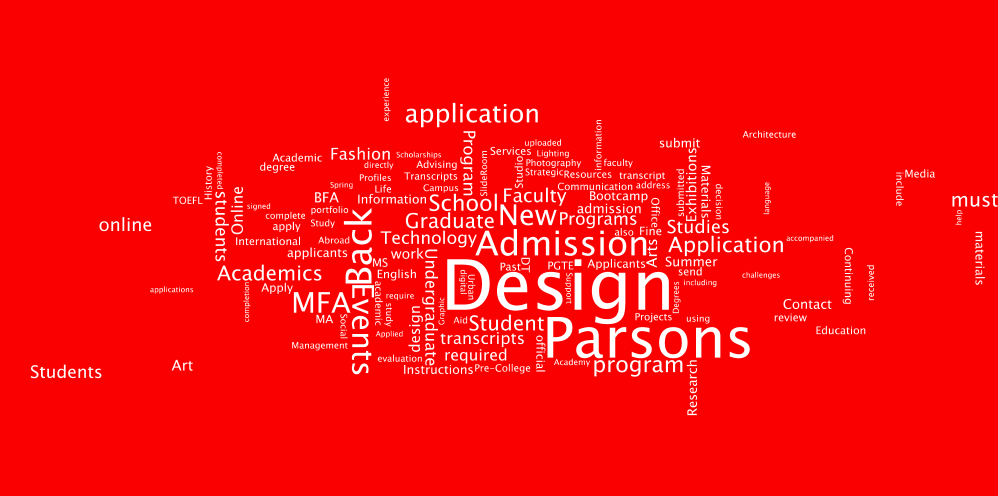 experience
application
Architecture
uploaded
information
submit
Program
Services
Lighting
Academic
Fashion
Scholarships
Studio
Photography
faculty
degree
directly
Advising
SlideRoom
Strategic
Resources
transcript
Exhibitions
Materials
completed
History
Profiles
Transcripts
Communication
address
submitted
decision
language
include
Media
Spring
Life
Campus
Bootcamp
TOEFL
students
Online
BFA
Information
School
Faculty
must
signed
portfolio
New
admission
Office
help
online
complete
Study
Back
Graduate
Programs
also
Fine
Studies
apply
International
Abroad
Technology
Admission
Arts
Application
accompanied
materials
applicants
work
Academics
MS
English
Undergraduate
Past
DT
PGTE
Applicants
Summer
send
challenges
Continuing
received
applications
Apply
completion
MFA
academic
require
Design
Urban
digital
Support
Degrees
including
Contact
MA
Social
Events
study
Applied
design
Graphic
Aid
Student
Parsons
Projects
using
review
Education
Management
transcripts
official
evaluation
required
Students
Art
Instructions
Pre-College
Academy
program
Research